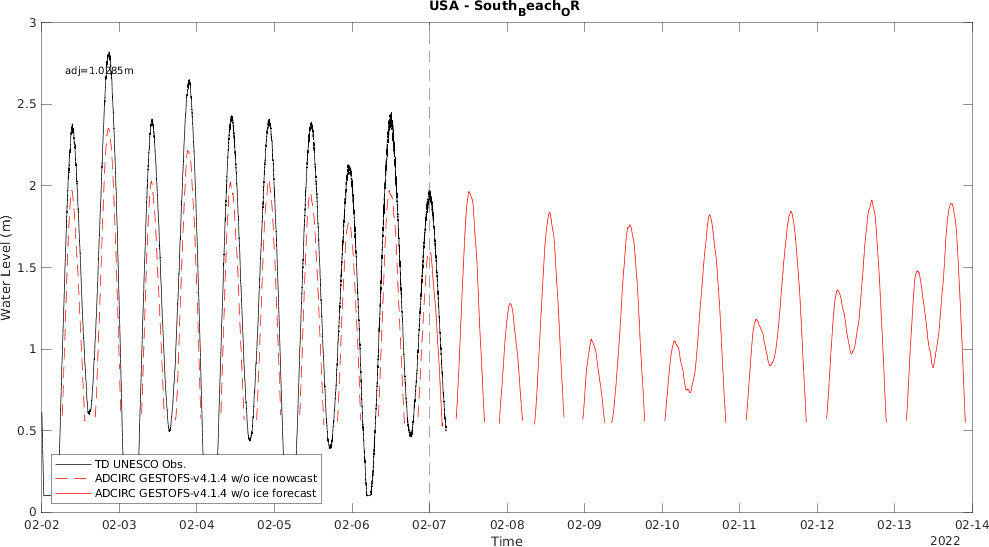 USA - SouthBeachOR
adj=1.0285m
3
2.5
2
1.5
1
0.5
0
Water Level (m)
TD UNESCO Obs.
ADCIRC GESTOFS-v4.1.4 w/o ice nowcast
ADCIRC GESTOFS-v4.1.4 w/o ice forecast
02-02 02-03 02-04 02-05 02-06 02-07 02-08 02-09 02-10 02-11 02-12 02-13 02-14
Time
2022